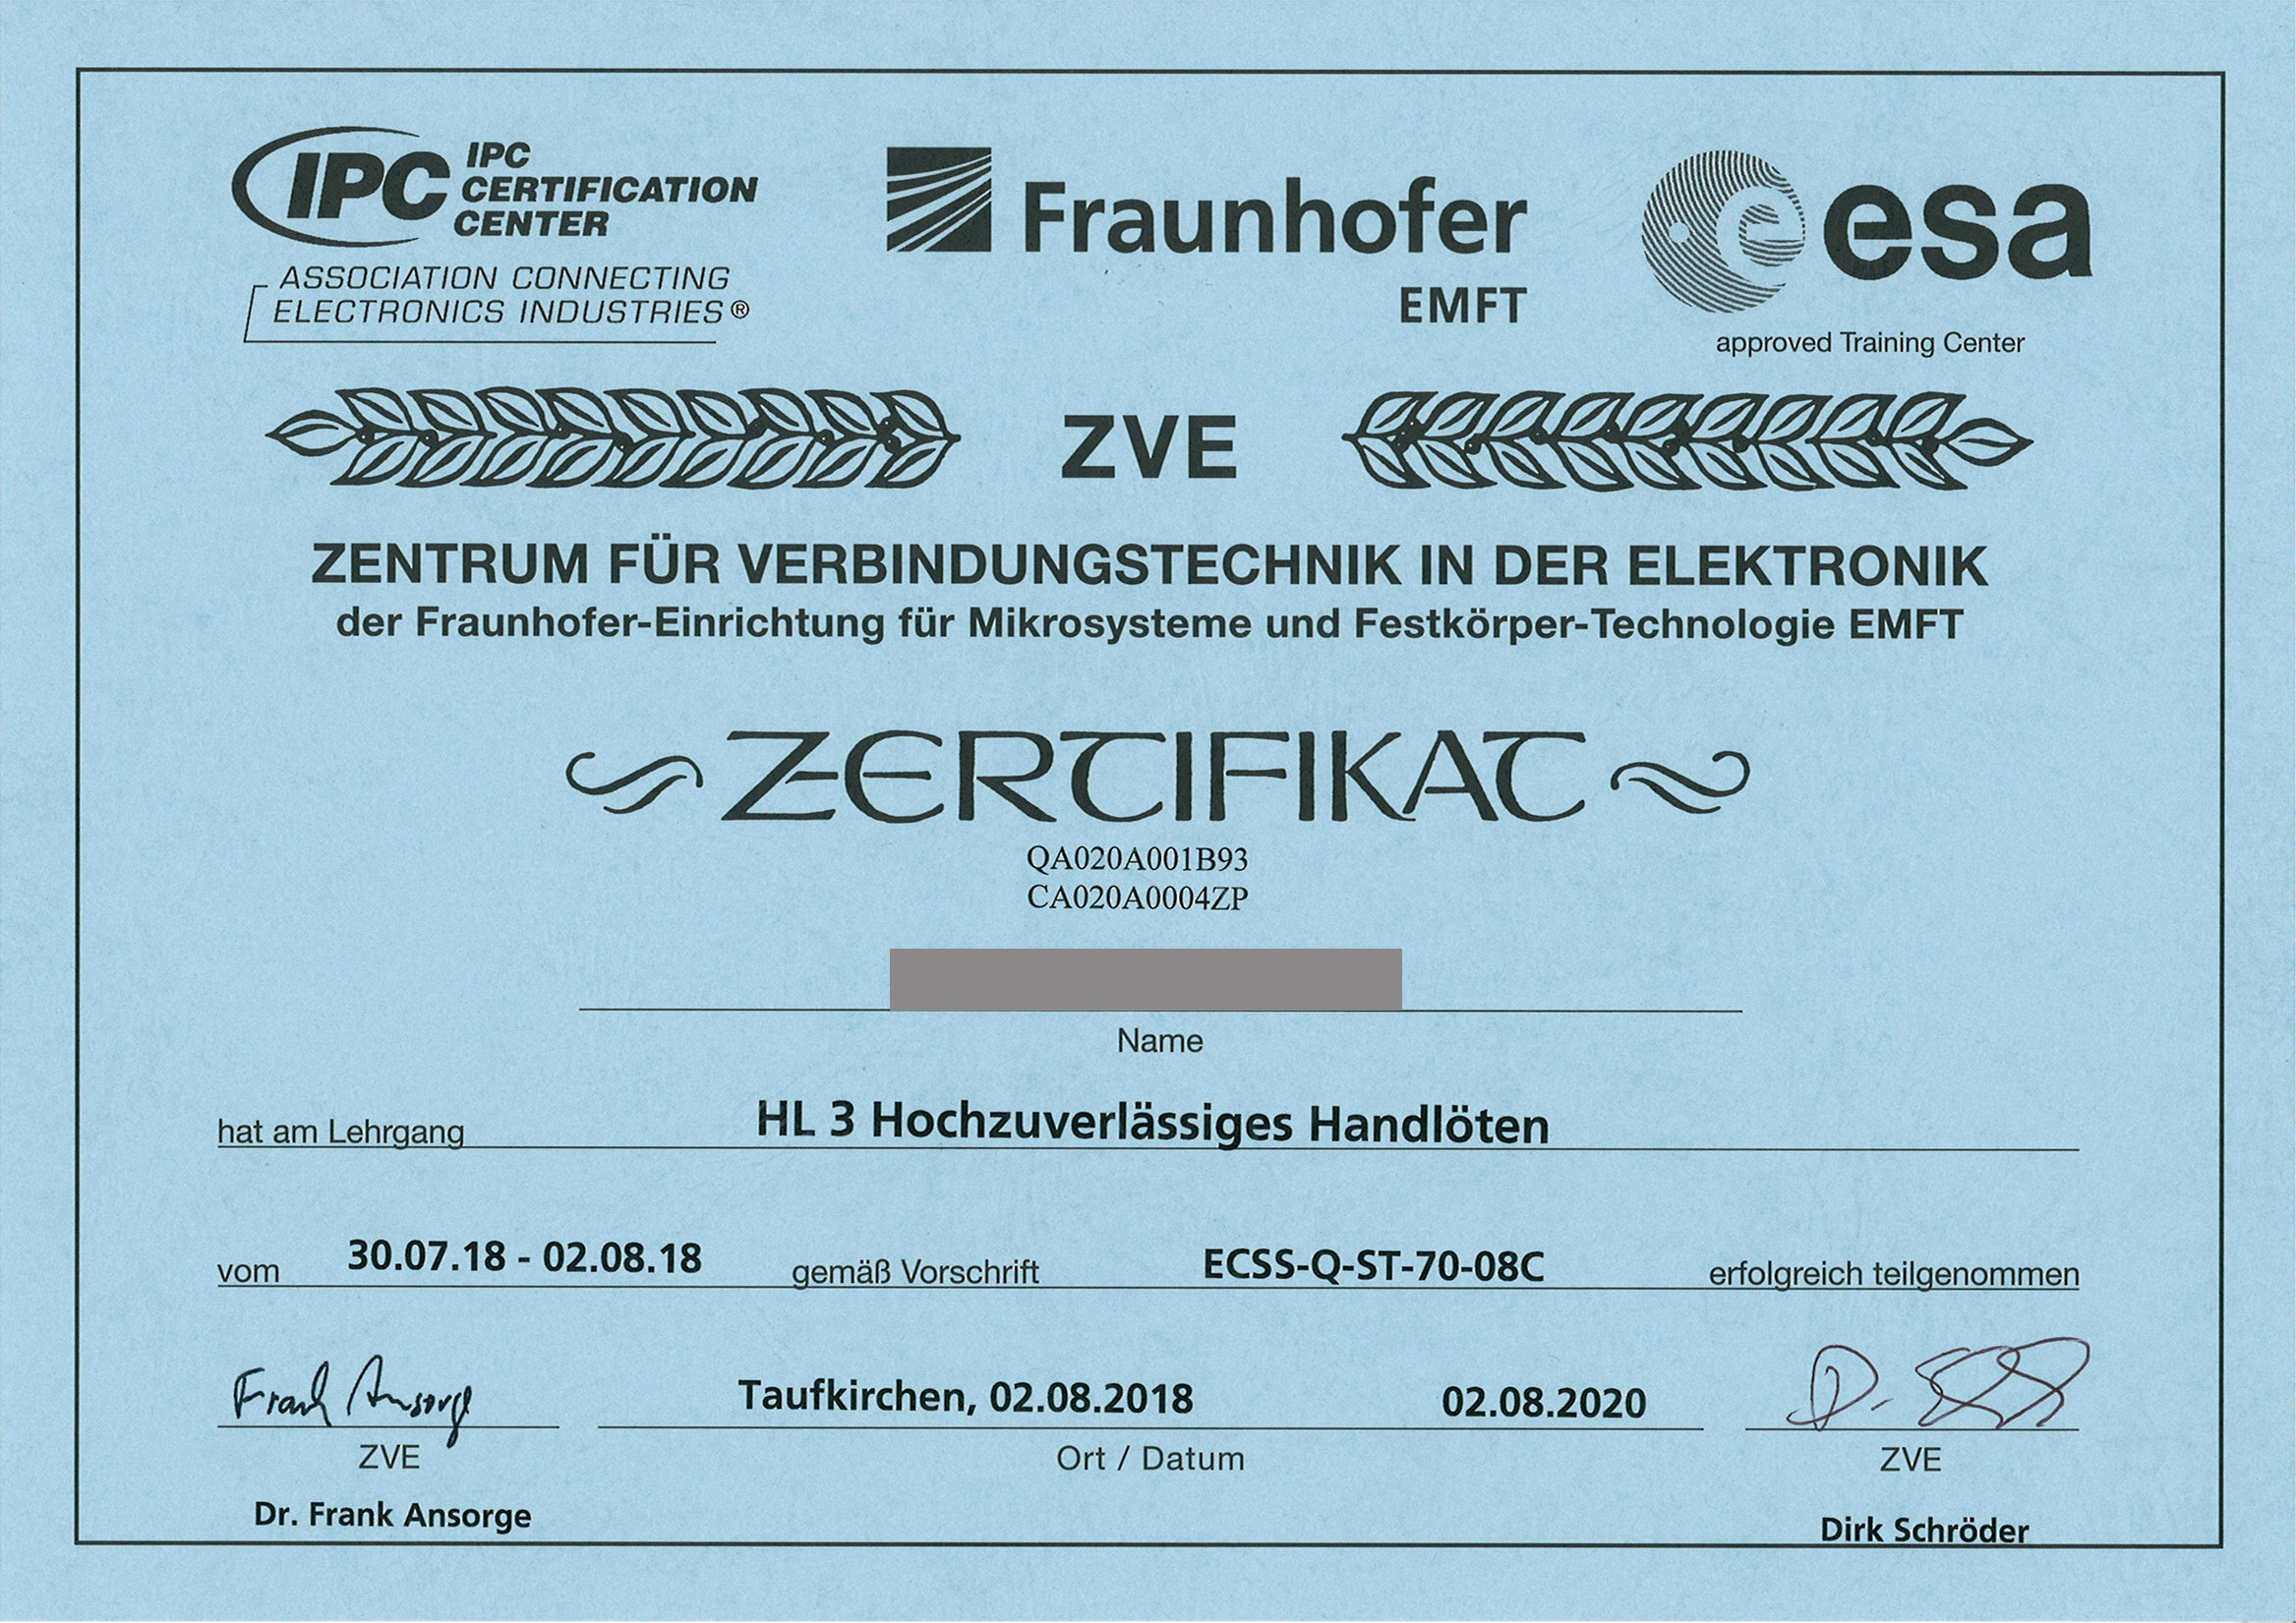 IPC IPC
CERTIFICATION
CENTER
ASSOCIATION CONNECTING
ELECTRONICS INDUSTRIES®
Fraunhofer
EMFT
esa
approved Training Center
ZVE
ZENTRUM FÜR VERBINDUNGSTECHNIK IN DER ELEKTRONIK
der Fraunhofer-Einrichtung für Mikrosysteme und Festkörper-Technologie EMFT
ZERTIFIKAT
QA020A001B93
CA020A0004ZP
Name
hat am Lehrgang HL 3 Hochzuverlässiges Handlöten
vom 30.07.18 - 02.08.18 gemäß Vorschrift ECSS-Q-ST-70-08C erfolgreich teilgenommen
Frank Ansorge Taufkirchen, 02.08.2018 02.08.2020
ZVE Ort / Datum ZVE
Dr. Frank Ansorge Dirk Schröder